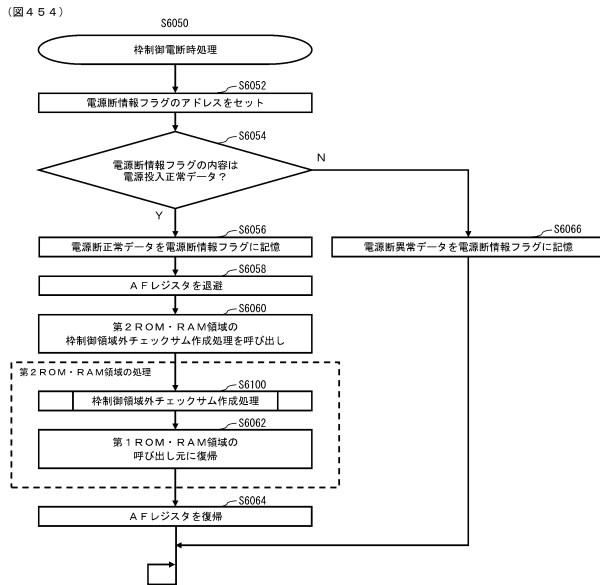 (図454)
S6050
枠制御電断時処理
S6052
電源断情報フラグのアドレスをセット
S6054
電源断情報フラグの内容は
電源投入正常データ?
N
Y
S6056
電源断正常データを電源断情報フラグに記憶
S6066
電源断異常データを電源断情報フラグに記憶
S6058
AFレジスタを退避
S6060
第2ROM・RAM領域の
枠制御領域外チェックサム作成処理を呼び出し
第2ROM・RAM領域の処理
S6100
枠制御領域外チェックサム作成処理
S6062
第1ROM・RAM領域の
呼び出し元に復帰
S6064
AFレジスタを復帰